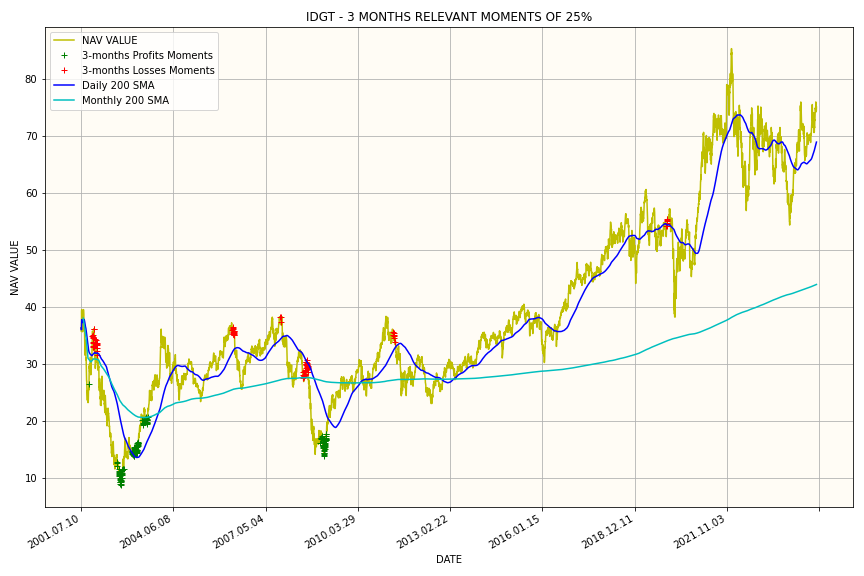 IDGT - 3 MONTHS RELEVANT MOMENTS OF 25%
NAV VALUE
3-months Profits Moments
3-months Losses Moments
Daily 200 SMA
Monthly 200 SMA
80
70
60
50
40
30
20
10
NAV VALUE
2001.07.10
2004.06.08
2007.05.04
2010.03.29
2013.02.22
2016.01.15
2018.12.11
2021.11.03
DATE